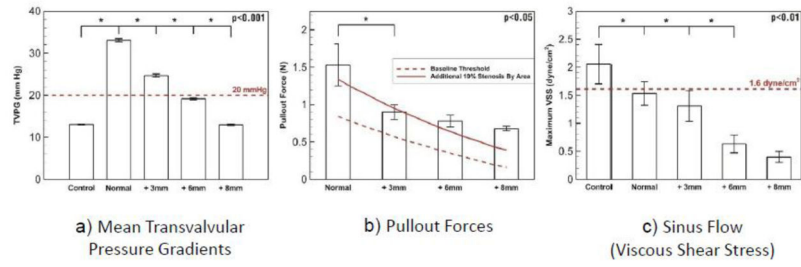 p<0.001
* * * *
40
30
20
10
0
TVPG (mm Hg)
20 mmHg
Control Normal + 3mm + 6mm + 8mm
a) Mean Transvalvular
Pressure Gradients
p<0.05
*
2
1.5
1
0.5
0
Pullout Force (N)
Baseline Threshold
Additional 19% Stenosis By Area
Normal + 3mm + 6mm + 8mm
b) Pullout Forces
p<0.01
* * *
2.5
2
1.5
1
0.5
0
Maximum VSS (dyne/cm²)
1.6 dyne/cm²
Control Normal + 3mm + 6mm + 8mm
c) Sinus Flow
(Viscous Shear Stress)